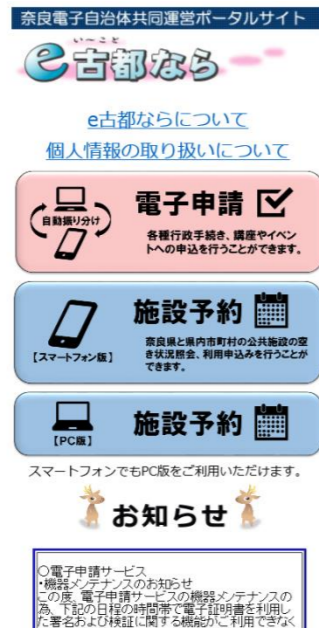 奈良電子自治体共同運営ポータルサイト
い～こと
e古都なら
e古都ならについて
個人情報の取り扱いについて
自動振り分け
電子申請
各種行政手続き、講座やイベン
トへの申込を行うことができます。
【スマートフォン版】
施設予約
奈良県と県内市町村の公共施設の空
き状況照会、利用申込みを行うことが
できます。
【PC版】
施設予約
スマートフォンでもPC版をご利用いただけます。
お知らせ
○電子申請サービス
・機器メンテナンスのお知らせ
この度、電子申請サービスの機器メンテナンスの
為、下記の日程の時間帯で電子証明書を利用し
た署名および検証に関する機能がご利用できなく